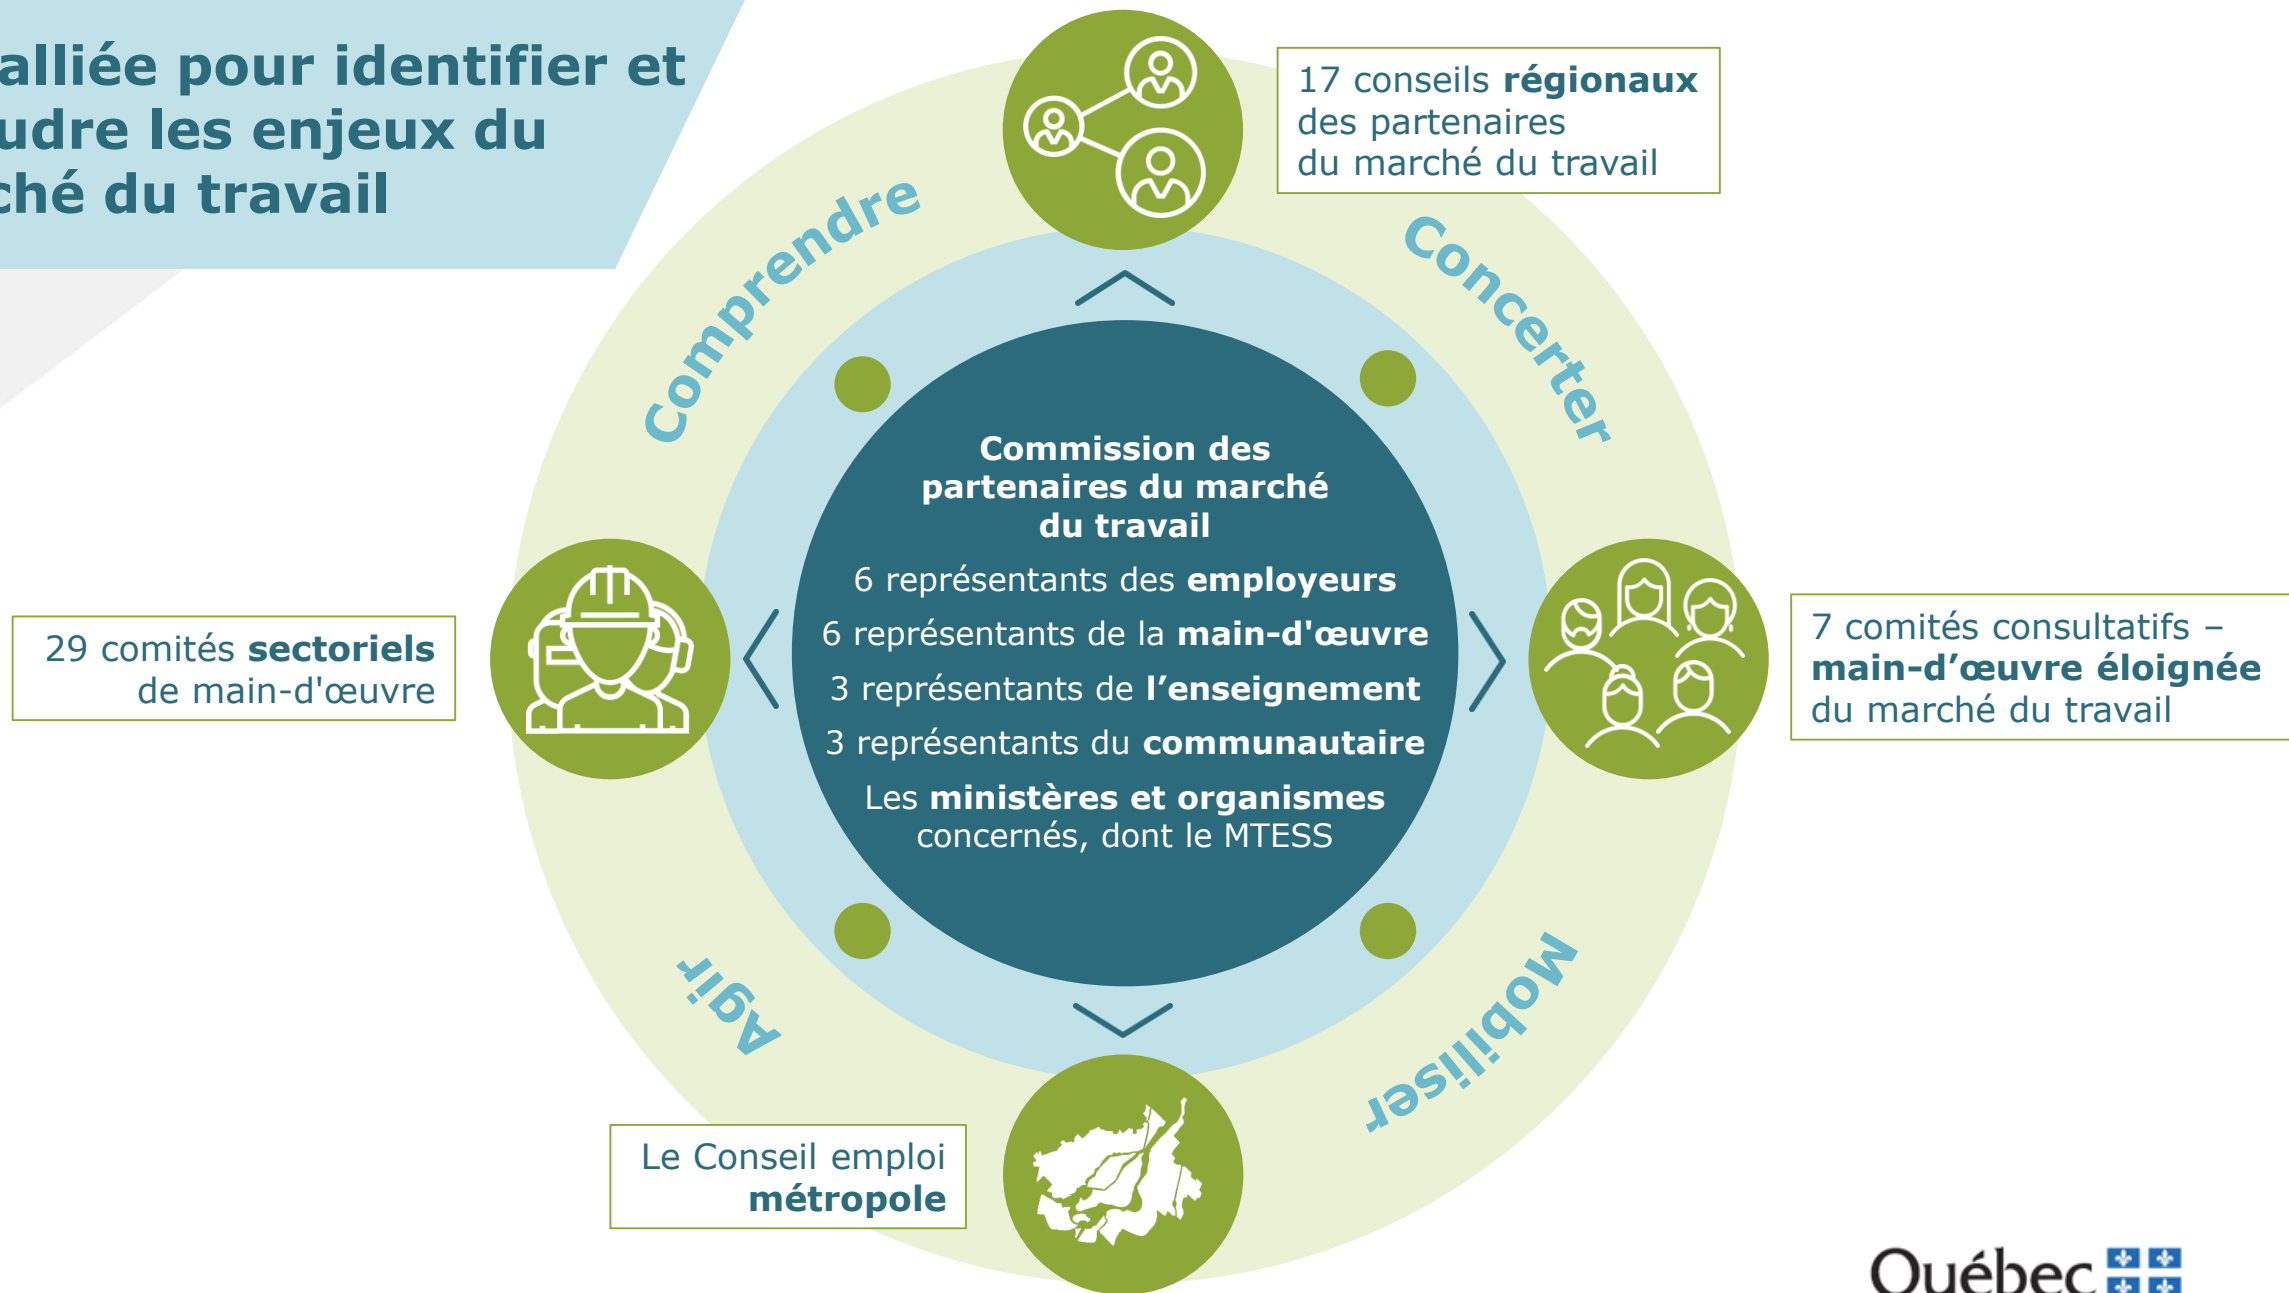 alliée pour identifier et
udre les enjeux du
ché du travail
17 conseils régionaux
des partenaires
du marché du travail
Comprendre
Concerter
Commission des
partenaires du marché
du travail
6 représentants des employeurs
6 représentants de la main-d'œuvre
3 représentants de l’enseignement
3 représentants du communautaire
Les ministères et organismes
concernés, dont le MTESS
29 comités sectoriels
de main-d'œuvre
7 comités consultatifs –
main-d’œuvre éloignée
du marché du travail
Agir
Mobiliser
Le Conseil emploi
métropole
Québec